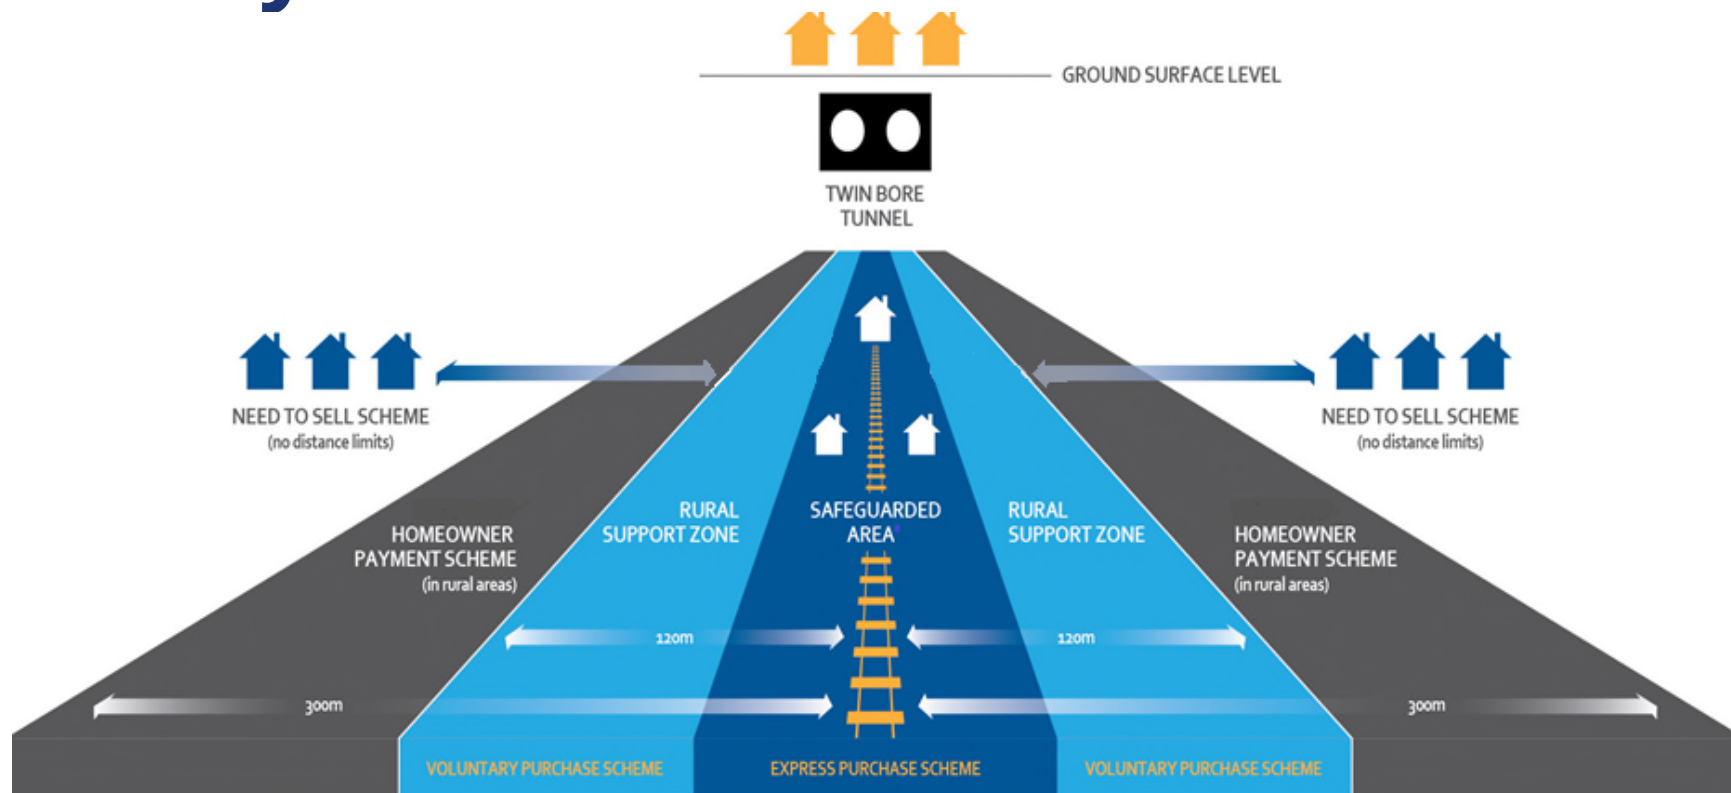 GROUND SURFACE LEVEL
TWIN BORE
TUNNEL
NEED TO SELL SCHEME
(no distance limits)
NEED TO SELL SCHEME
(no distance limits)
HOMEOWNER
PAYMENT SCHEME
(in rural areas)
RURAL
SUPPORT ZONE
SAFEGUARDED
AREA
RURAL
SUPPORT ZONE
HOMEOWNER
PAYMENT SCHEME
(in rural areas)
120m
120m
300m
300m
VOLUNTARY PURCHASE SCHEME
EXPRESS PURCHASE SCHEME
VOLUNTARY PURCHASE SCHEME